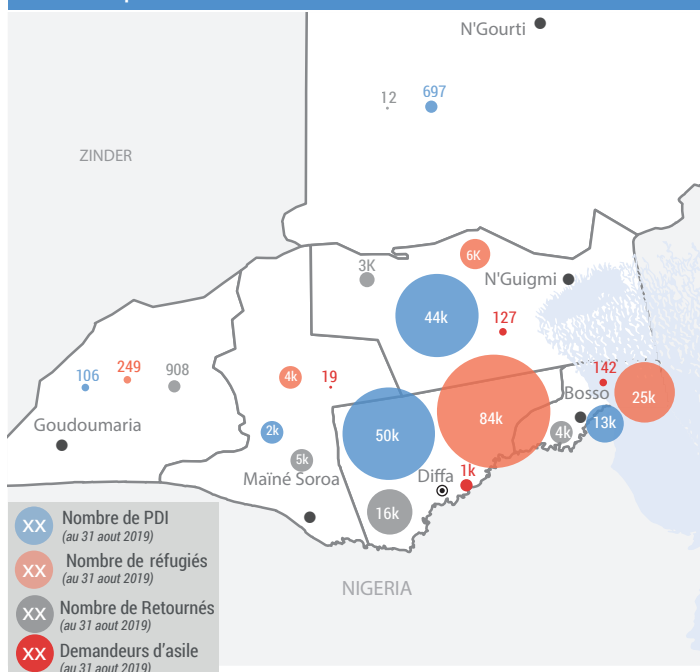 N'Gourti
12
697
ZINDER
3K
6K
N'Guigmi
44k
127
142
106
249
908
4k
19
Bosso
25k
84k
13k
Goudoumaria
2k
50k
4k
5k
Maïné Soroa
Diffa
1k
16k
NIGERIA
XX Nombre de PDI
(au 31 aout 2019)
XX Nombre de réfugiés
(au 31 aout 2019)
XX Nombre de Retournés
(au 31 aout 2019)
XX Demandeurs d'asile
(au 31 aout 2019)